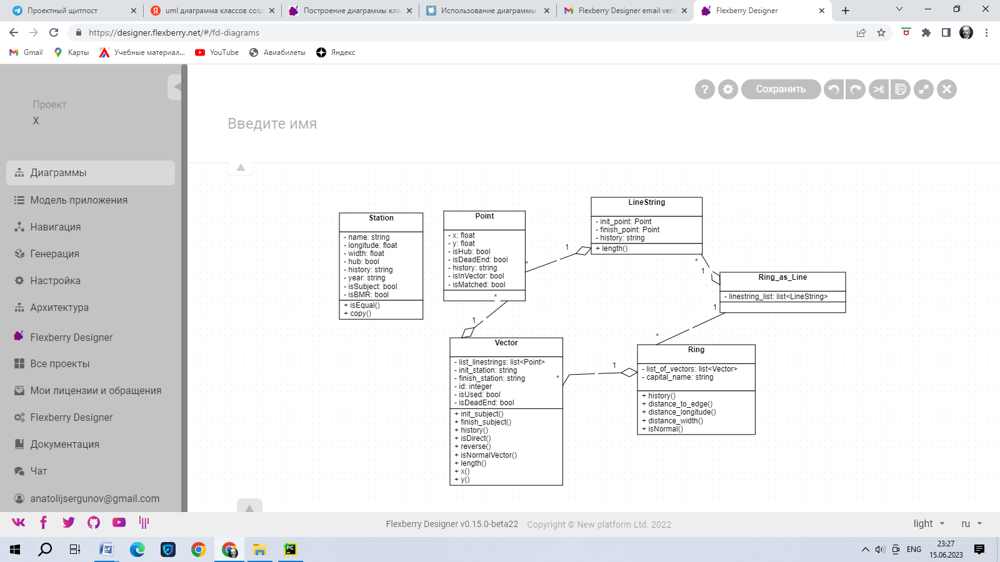 Проектный щитпост
uml диаграмма классов созд
Построение диаграммы кла
Использование диаграммы
Flexberry Designer email verif
Flexberry Designer
https://designer.flexberry.net/#/fd-diagrams
Gmail
Карты
Учебные материал...
YouTube
Авиабилеты
Яндекс
Проект
X
Диаграммы
Модель приложения
Навигация
Генерация
Настройка
Архитектура
Flexberry Designer
Все проекты
Мои лицензии и обращения
Flexberry Designer
Документация
Чат
anatolijsergunov@gmail.com
?
Сохранить
Введите имя
Station
- name: string
- longitude: float
- width: float
- hub: bool
- history: string
- year: string
- isSubject: bool
- isBMR: bool
+ isEqual()
+ copy()
Point
- x: float
- y: float
- isHub: bool
- isDeadEnd: bool
- history: string
- isInVector: bool
- isMatched: bool
*
*
1
1
LineString
- init_point: Point
- finish_point: Point
- history: string
+ length()
*
1
Ring_as_Line
- linestring_list: list<LineString>
1
*
Vector
- list_linestrings: list<Point>
- init_station: string
- finish_station: string
- id: integer
- isUsed: bool
- isDeadEnd: bool
+ init_subject()
+ finish_subject()
+ history()
+ isDirect()
+ reverse()
+ isNormalVector()
+ length()
+ x()
+ y()
*
1
Ring
- list_of_vectors: list<Vector>
- capital_name: string
+ history()
+ distance_to_edge()
+ distance_longitude()
+ distance_width()
+ isNormal()
Flexberry Designer v0.15.0-beta22
Copyright © New platform Ltd. 2022
light
ru
W
PC
ENG
23:27
15.06.2023